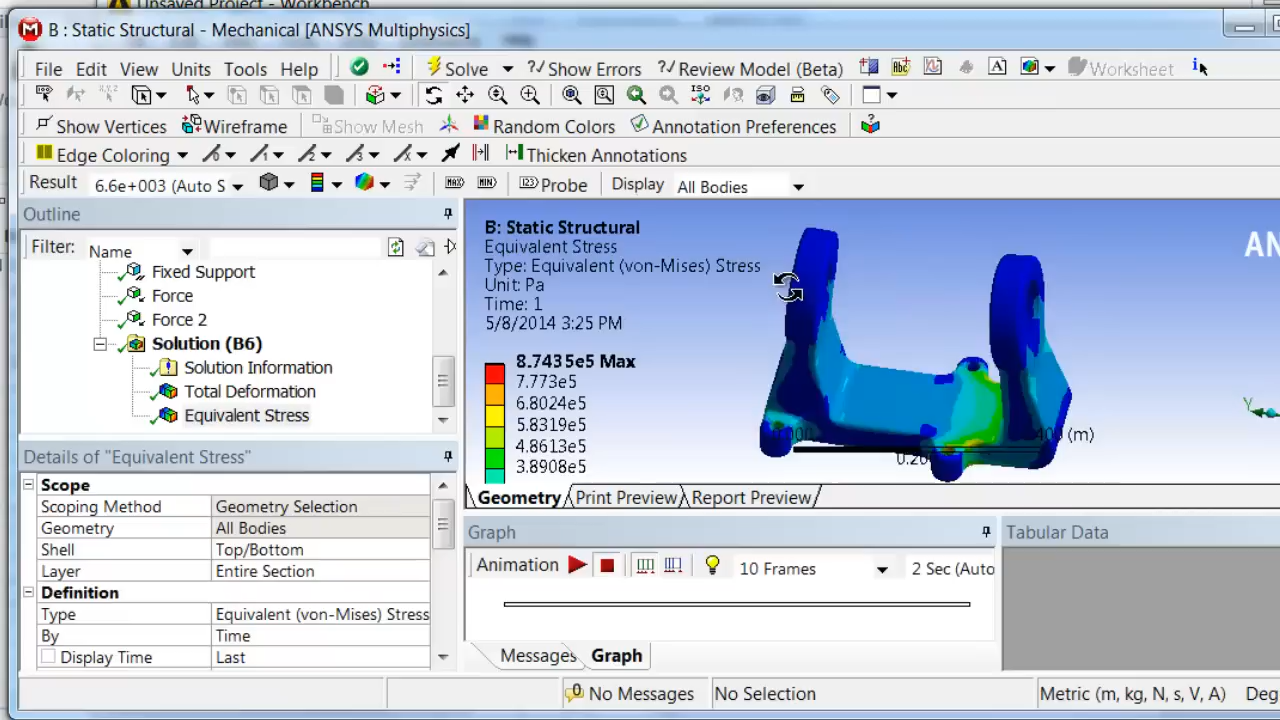 Unsaved Project - Workbench
B : Static Structural - Mechanical [ANSYS Multiphysics]
File Edit View Units Tools Help Solve Show Errors Review Model (Beta) Worksheet
Show Vertices Wireframe Show Mesh Random Colors Annotation Preferences
Edge Coloring Thicken Annotations
Result 6.6e+003 (Auto S MAX MIN Probe Display All Bodies
Outline
Filter: Name
Fixed Support
Force
Force 2
Solution (B6)
Solution Information
Total Deformation
Equivalent Stress
Details of "Equivalent Stress"
Scope
Scoping Method Geometry Selection
Geometry All Bodies
Shell Top/Bottom
Layer Entire Section
Definition
Type Equivalent (von-Mises) Stress
By Time
Display Time Last
B: Static Structural
Equivalent Stress
Type: Equivalent (von-Mises) Stress
Unit: Pa
Time: 1
5/8/2014 3:25 PM
8.7435e5 Max
7.773e5
6.8024e5
5.8319e5
4.8613e5
3.8908e5
AN
Y
(m)
Geometry Print Preview Report Preview
Graph
Animation 10 Frames 2 Sec (Auto
Messages Graph
Tabular Data
No Messages No Selection Metric (m, kg, N, s, V, A) Deg